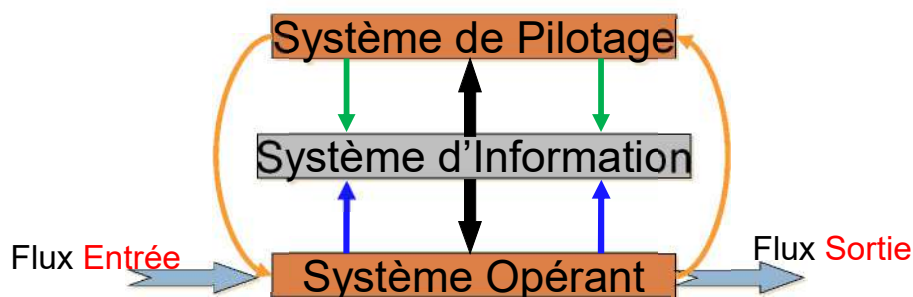 Système de Pilotage
Système d’Information
Flux Entrée
Flux Sortie
Système Opérant